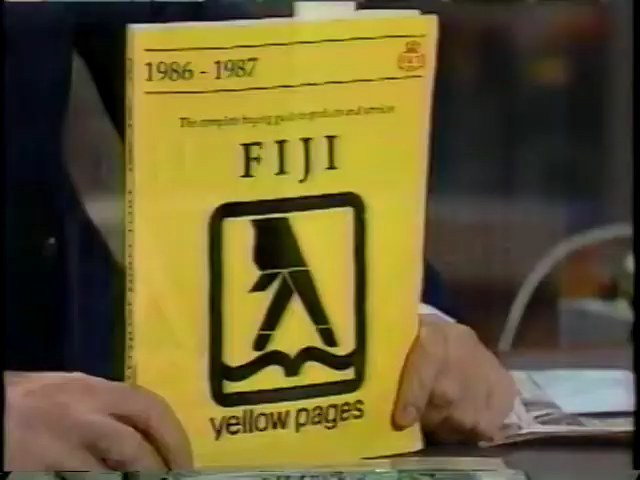 1986 - 1987
The complete buying guide to products and services
FIJI
yellow pages